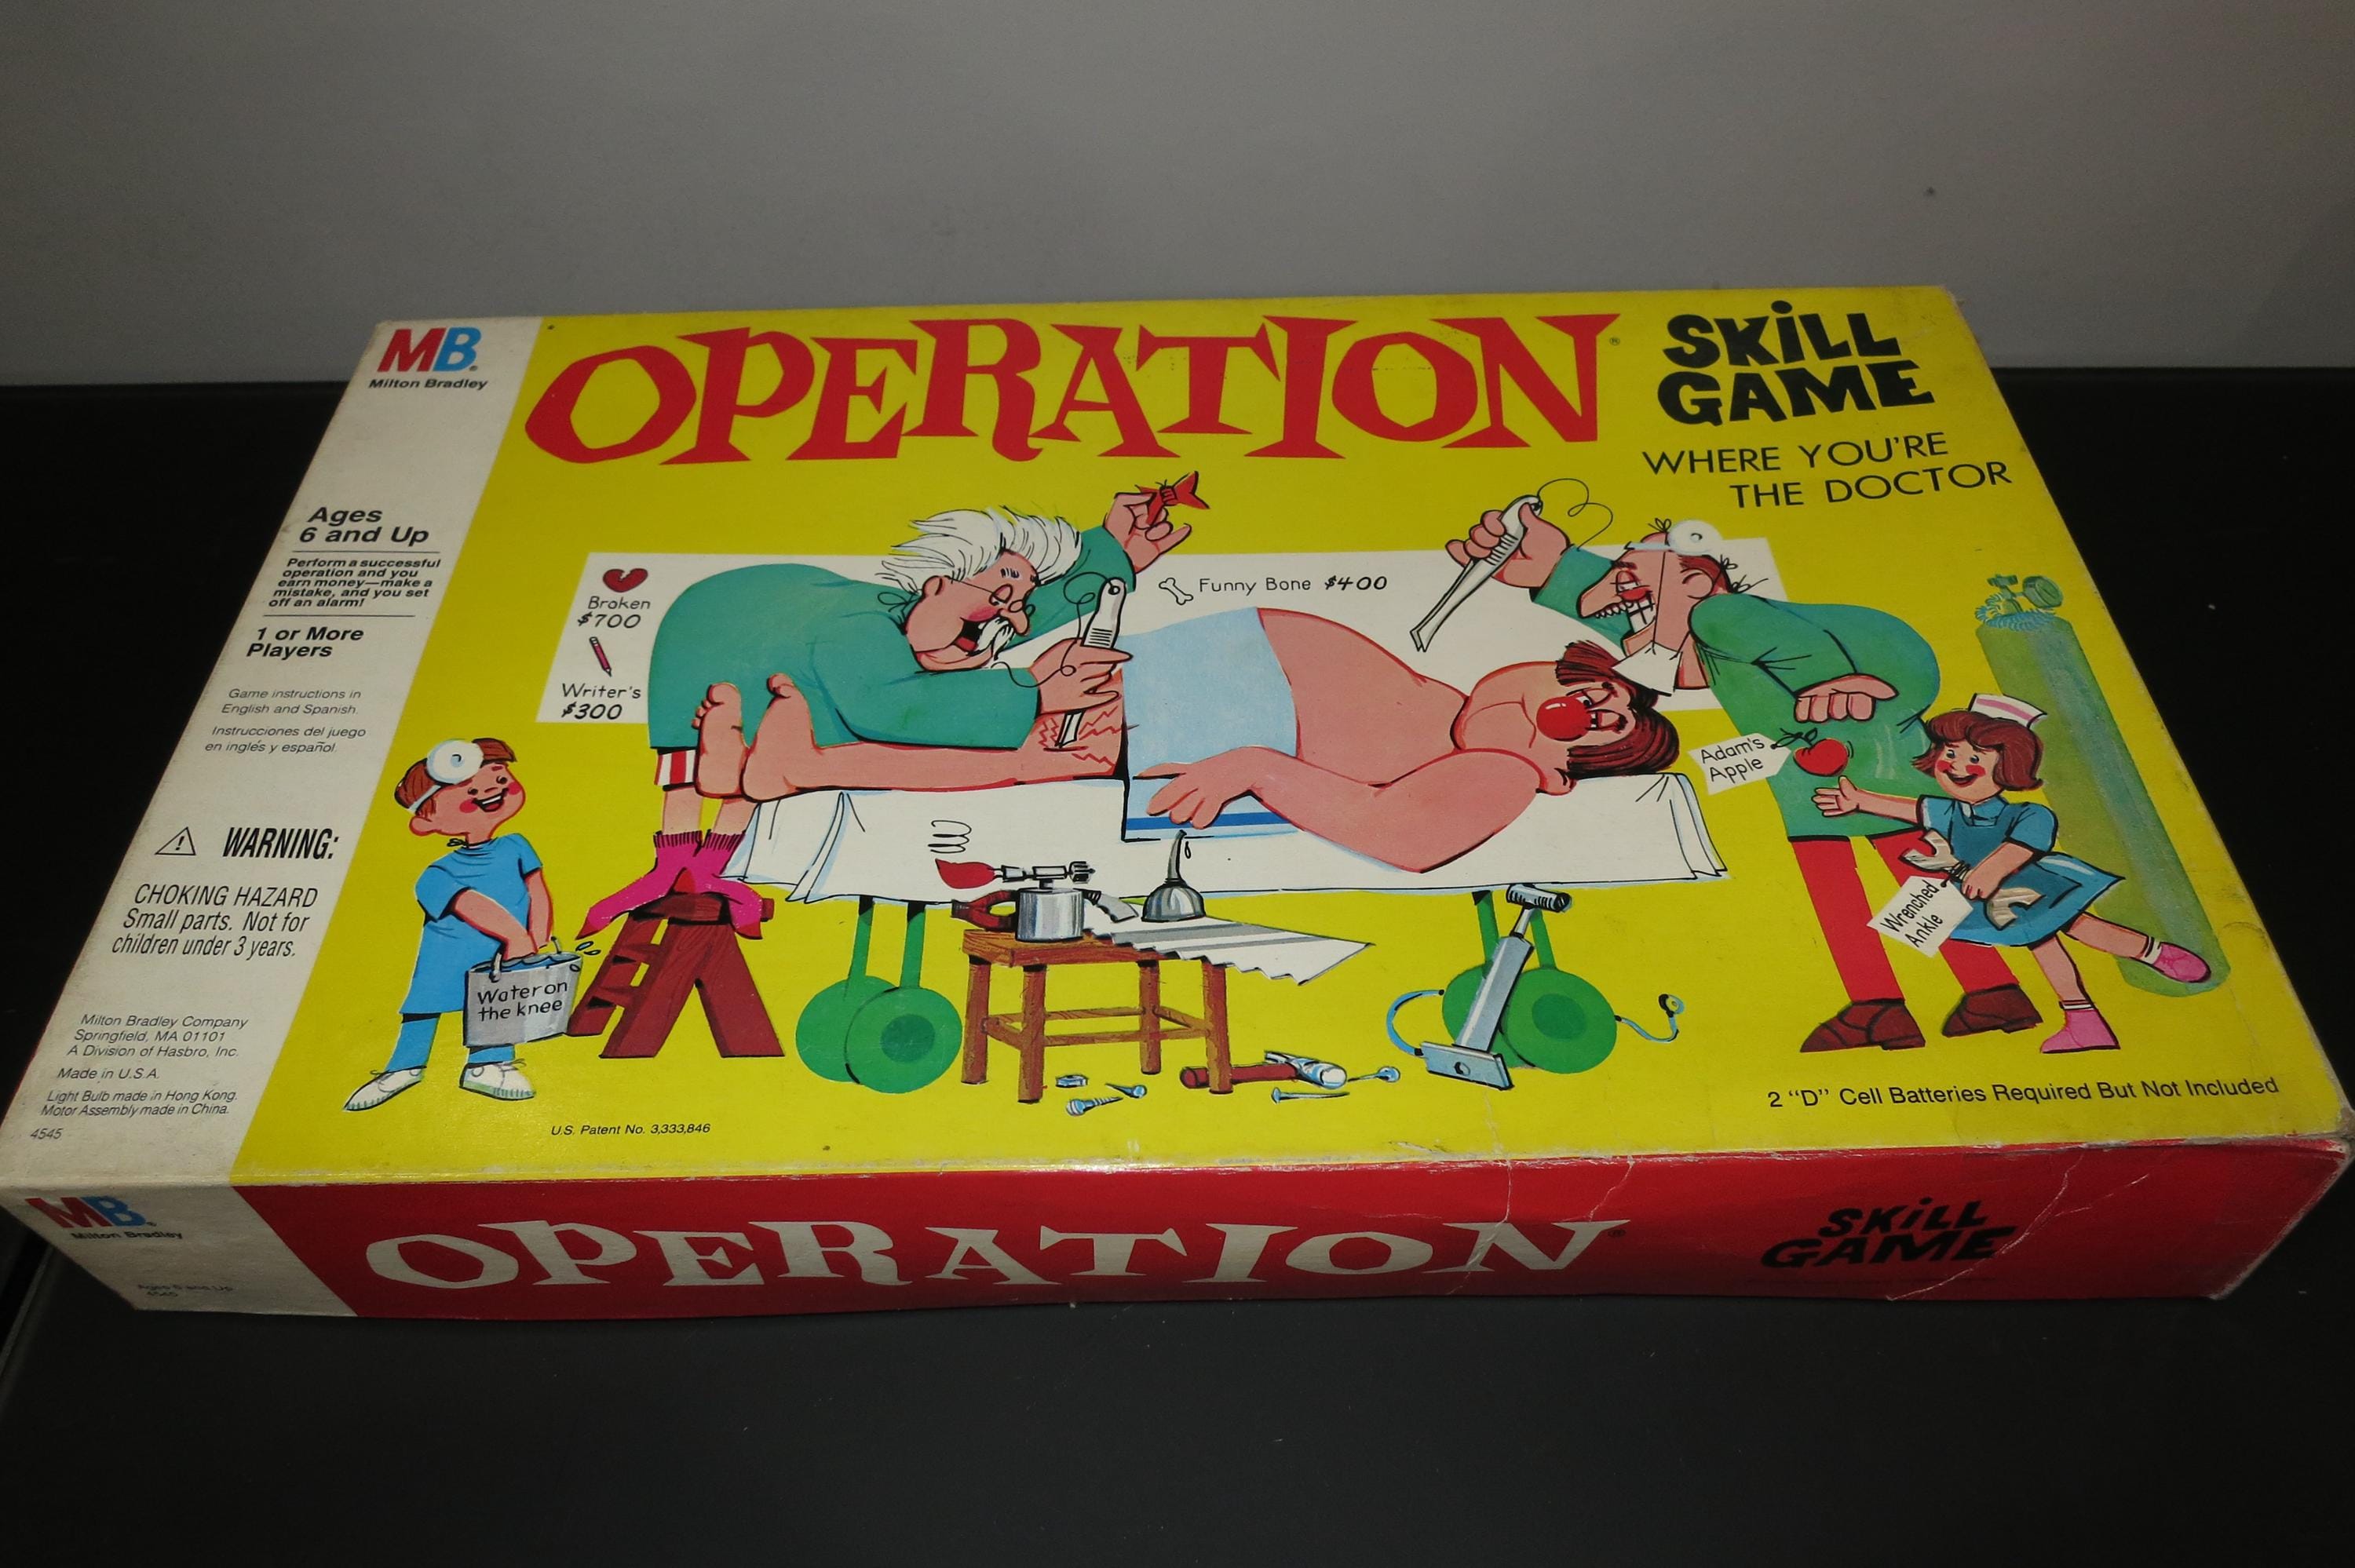 MB®
Milton Bradley
Ages
6 and Up
Perform a successful
operation and you
earn money—make a
mistake, and you set
off an alarm!
1 or More
Players
Game instructions in
English and Spanish.
Instrucciones del juego
en inglés y español.
WARNING:
CHOKING HAZARD
Small parts. Not for
children under 3 years.
Milton Bradley Company
Springfield, MA 01101
A Division of Hasbro, Inc.
Made in U.S.A.
Light Bulb made in Hong Kong.
Motor Assembly made in China.
4545
OPERATION®
SKiLL
GAME
WHERE YOU'RE
THE DOCTOR
Broken
$700
Writer's
$300
Funny Bone $400
Adam's
Apple
Wrenched
Ankle
Water on
the knee
U.S. Patent No. 3,333,846
2 "D" Cell Batteries Required But Not Included
MB®
Milton Bradley
Ages 6 and Up
4545
OPERATION®
SKiLL
GAME